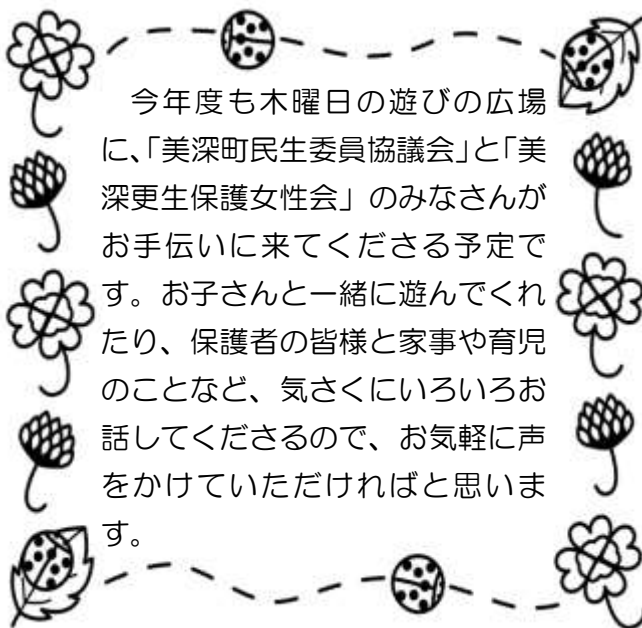 今年度も木曜日の遊びの広場
に、「美深町民生委員協議会」と「美
深更生保護女性会」のみなさんが
お手伝いに来てくださる予定で
す。お子さんと一緒に遊んでくれ
たり、保護者の皆様と家事や育児
のことなど、気さくにいろいろお
話してくださるので、お気軽に声
をかけていただければと思いま
す。